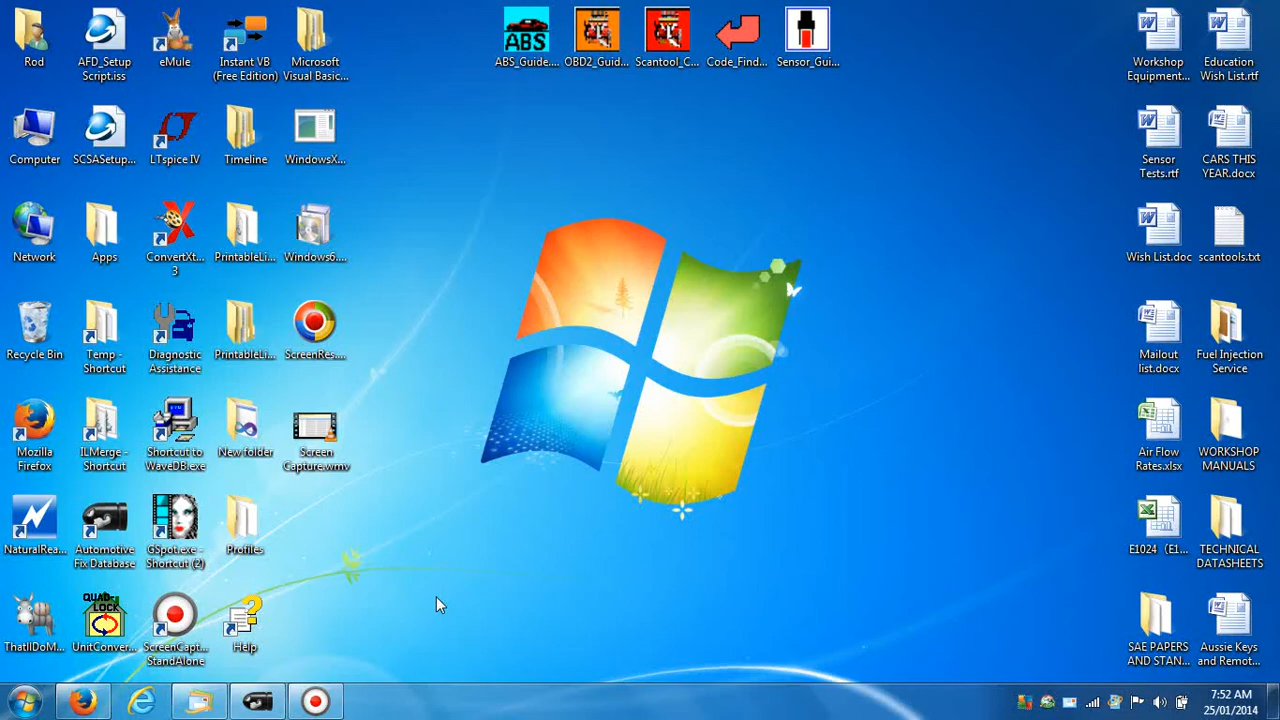 Rod
AFD_Setup
Script.iss
eMule
Instant VB
(Free Edition)
Microsoft
Visual Basic...
ABS
ABS_Guide....
OBD2_Guid...
Scantool_C...
Code_Find...
Sensor_Gui...
Workshop
Equipment...
Education
Wish List.rtf
Computer
SCSASetup...
LTspice IV
Timeline
WindowsX...
Sensor
Tests.rtf
CARS THIS
YEAR.docx
Network
Apps
ConvertXt...
3
PrintableLi...
Windows6....
Wish List.doc
scantools.txt
Recycle Bin
Temp -
Shortcut
Diagnostic
Assistance
PrintableLi...
ScreenRes....
Mailout
list.docx
Fuel Injection
Service
Mozilla
Firefox
ILMerge -
Shortcut
Shortcut to
WaveDB.exe
New folder
Screen
Capture.wmv
Air Flow
Rates.xlsx
WORKSHOP
MANUALS
NaturalRea...
Automotive
Fix Database
GSpot.exe -
Shortcut (2)
Profiles
E1024 (E1...
TECHNICAL
DATASHEETS
QUAD-
LOCK
ThatIlDoM...
UnitConver...
ScreenCapt...
StandAlone
Help
SAE PAPERS
AND STAN...
Aussie Keys
and Remot...
7:52 AM
25/01/2014